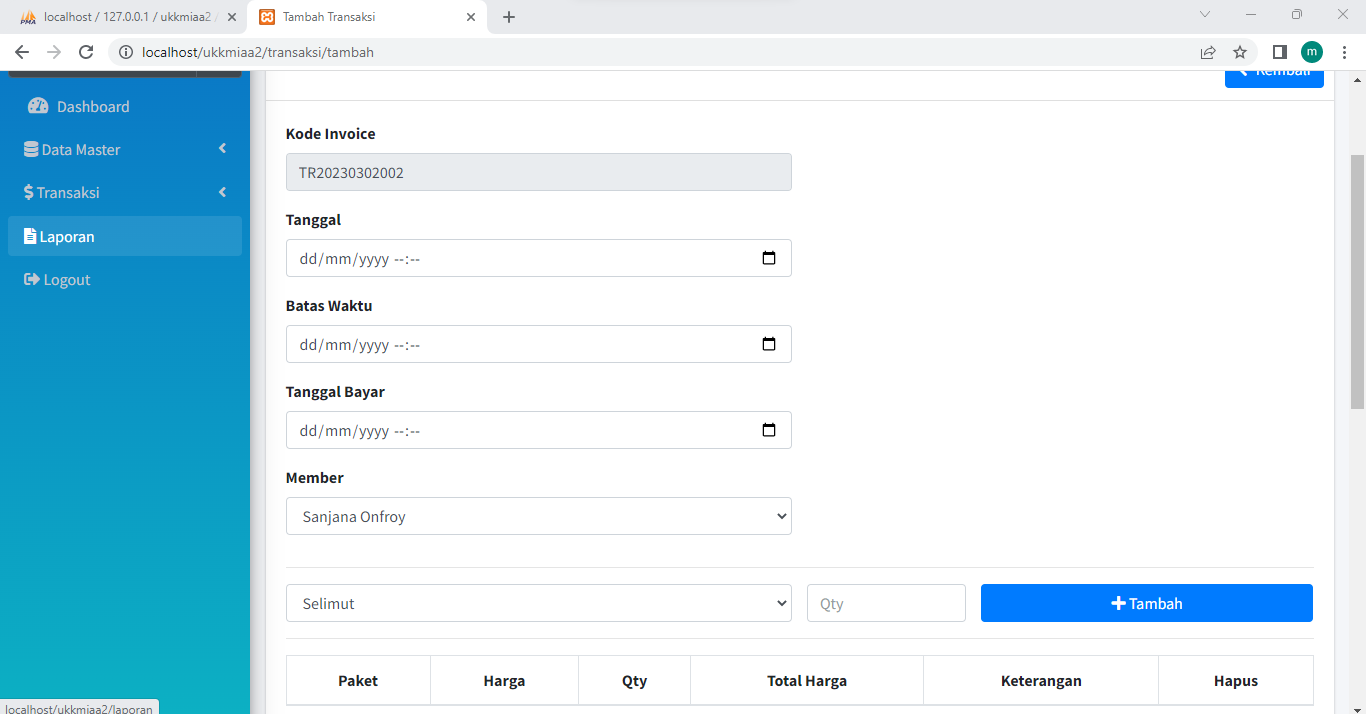 localhost / 127.0.0.1 / ukkmiaa2 /
Tambah Transaksi
localhost/ukkmiaa2/transaksi/tambah
m
Kembali
Dashboard
Data Master
Transaksi
Laporan
Logout
Kode Invoice
TR20230302002
Tanggal
dd/mm/yyyy --:--
Batas Waktu
dd/mm/yyyy --:--
Tanggal Bayar
dd/mm/yyyy --:--
Member
Sanjana Onfroy
Selimut Qty Tambah
Paket Harga Qty Total Harga Keterangan Hapus
localhost/ukkmiaa2/laporan